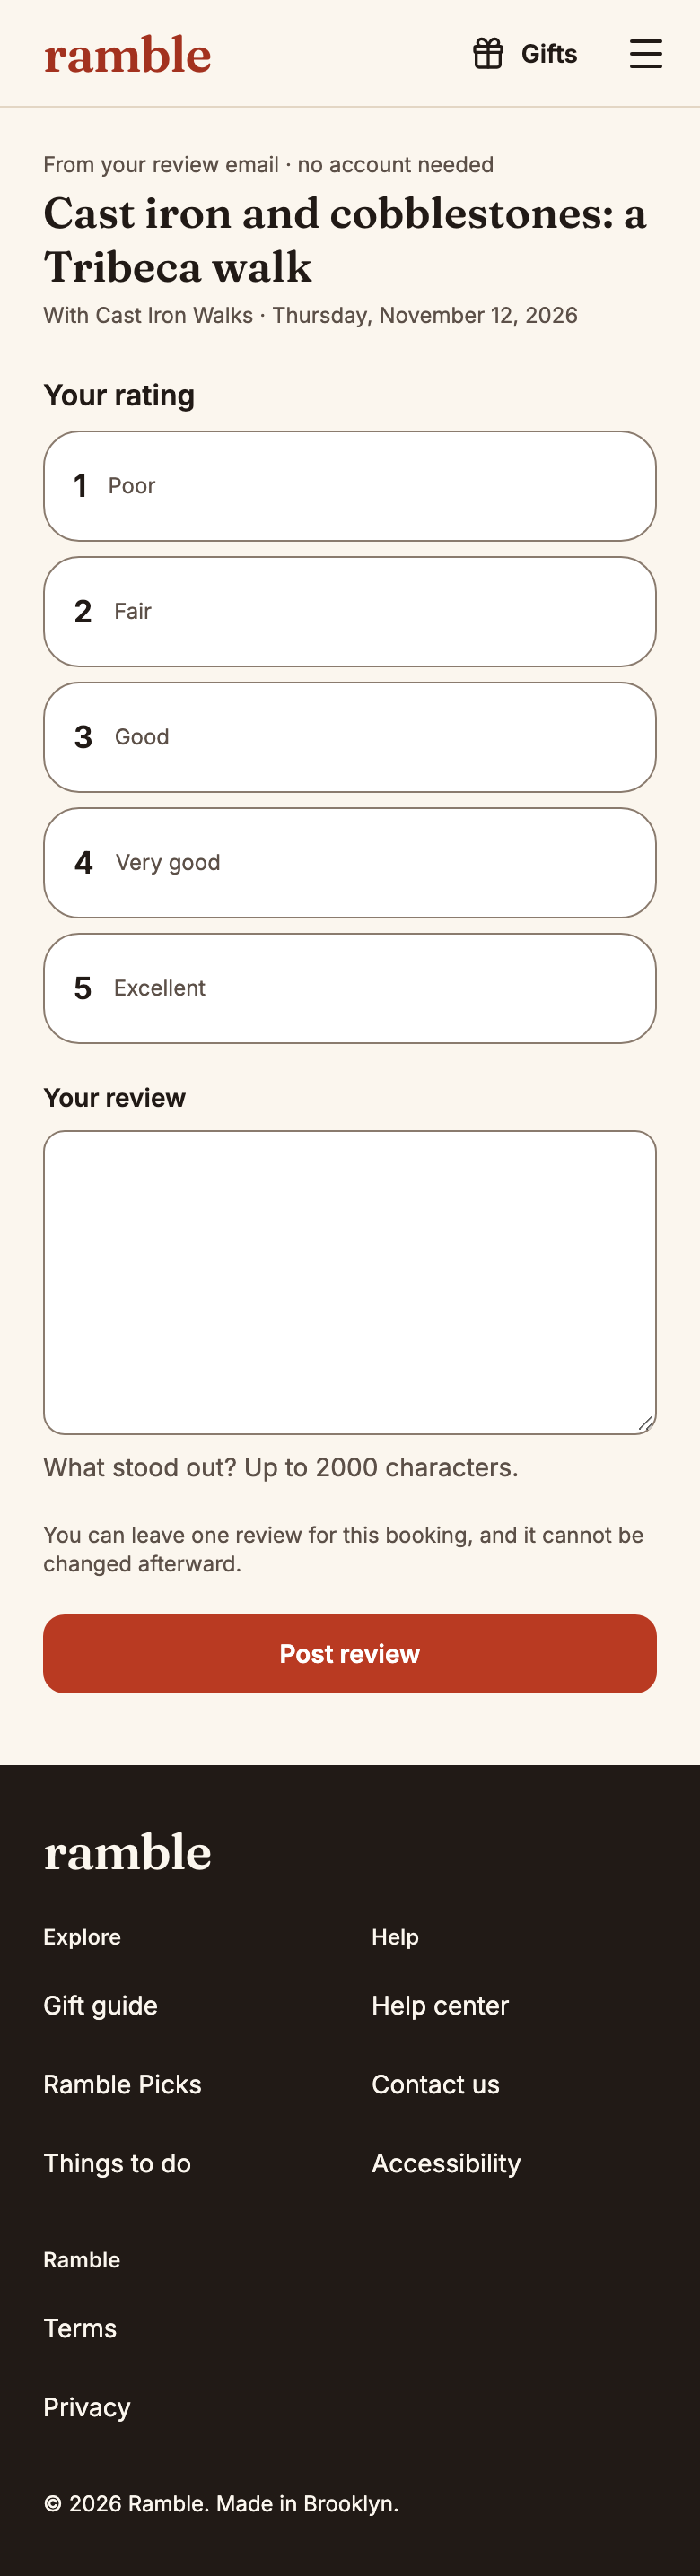 ramble
Gifts
From your review email · no account needed
Cast iron and cobblestones: a
Tribeca walk
With Cast Iron Walks · Thursday, November 12, 2026
Your rating
1 Poor
2 Fair
3 Good
4 Very good
5 Excellent
Your review
What stood out? Up to 2000 characters.
You can leave one review for this booking, and it cannot be
changed afterward.
Post review
ramble
Explore
Gift guide
Ramble Picks
Things to do
Help
Help center
Contact us
Accessibility
Ramble
Terms
Privacy
© 2026 Ramble. Made in Brooklyn.